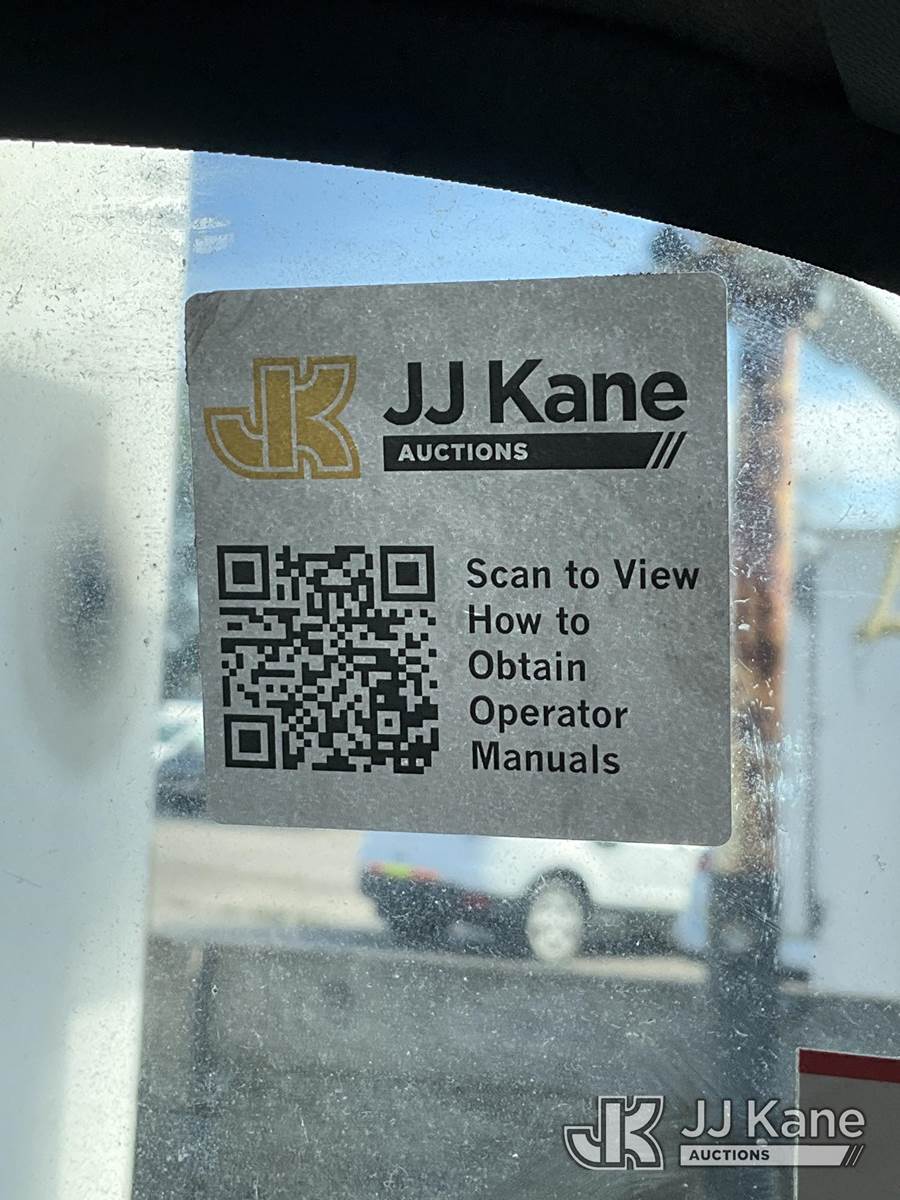 JK
JJ Kane
AUCTIONS
Scan to View
How to
Obtain
Operator
Manuals
JK
JJ Kane
AUCTIONS